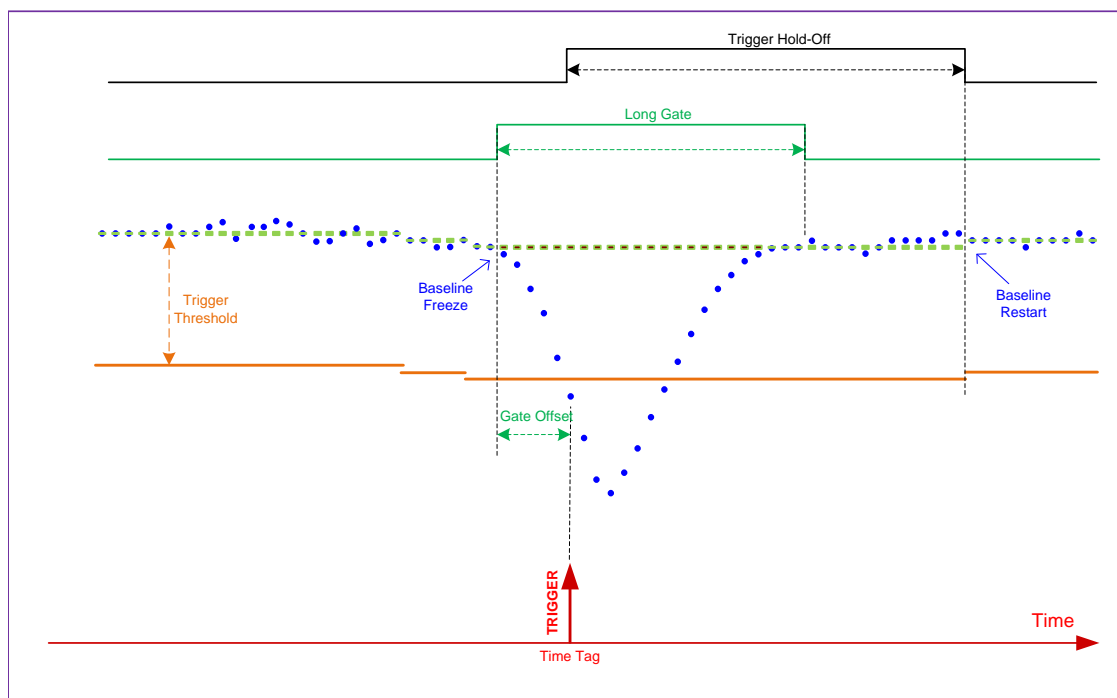 Trigger Hold-Off
Long Gate
Trigger
Threshold
Baseline
Freeze
Baseline
Restart
Gate Offset
TRIGGER
Time
Time Tag